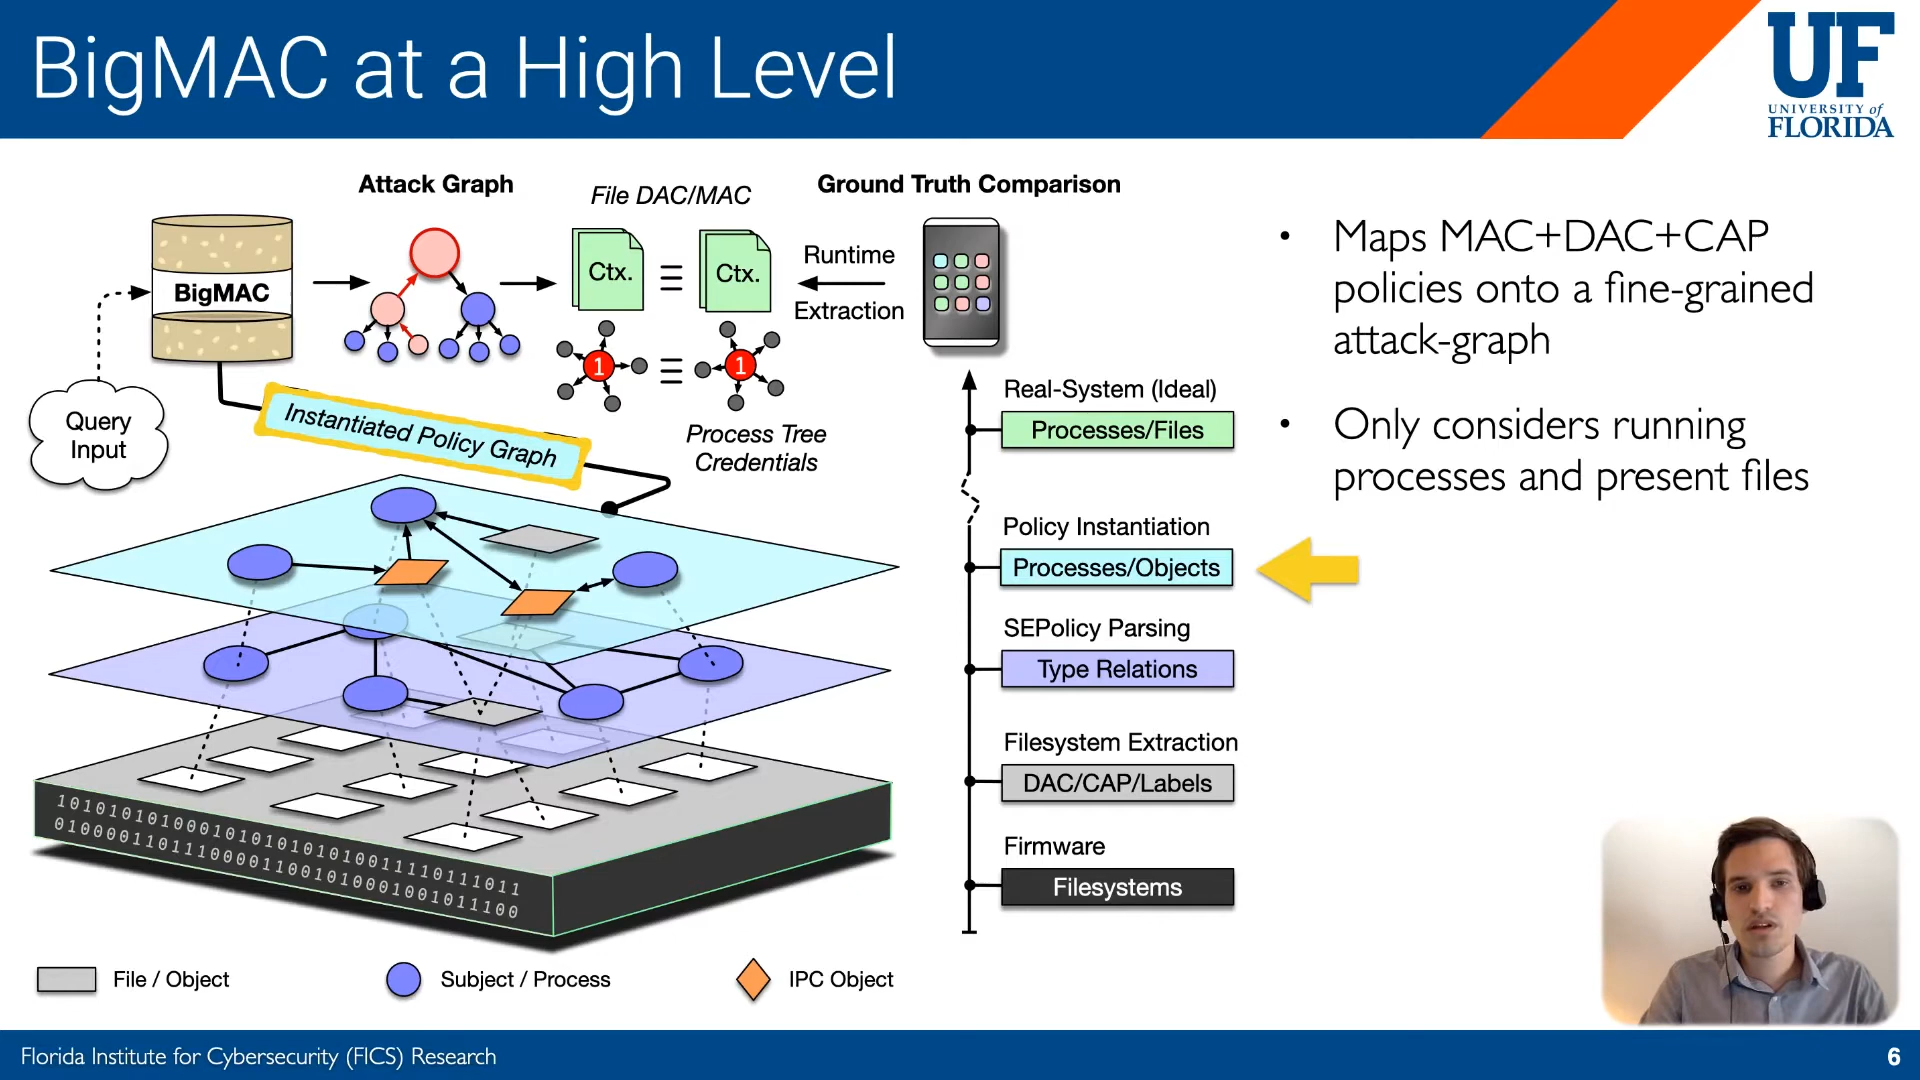 BigMAC at a High Level
UF
UNIVERSITY of
FLORIDA
Attack Graph
File DAC/MAC
Ground Truth Comparison
BigMAC
Ctx.
Ctx.
Runtime
Extraction
1
1
Query
Input
Instantiated Policy Graph
Process Tree
Credentials
Real-System (Ideal)
Processes/Files
Policy Instantiation
Processes/Objects
SEPolicy Parsing
Type Relations
Filesystem Extraction
DAC/CAP/Labels
Firmware
Filesystems
• Maps MAC+DAC+CAP
policies onto a fine-grained
attack-graph
• Only considers running
processes and present files
File / Object
Subject / Process
IPC Object
Florida Institute for Cybersecurity (FICS) Research
6